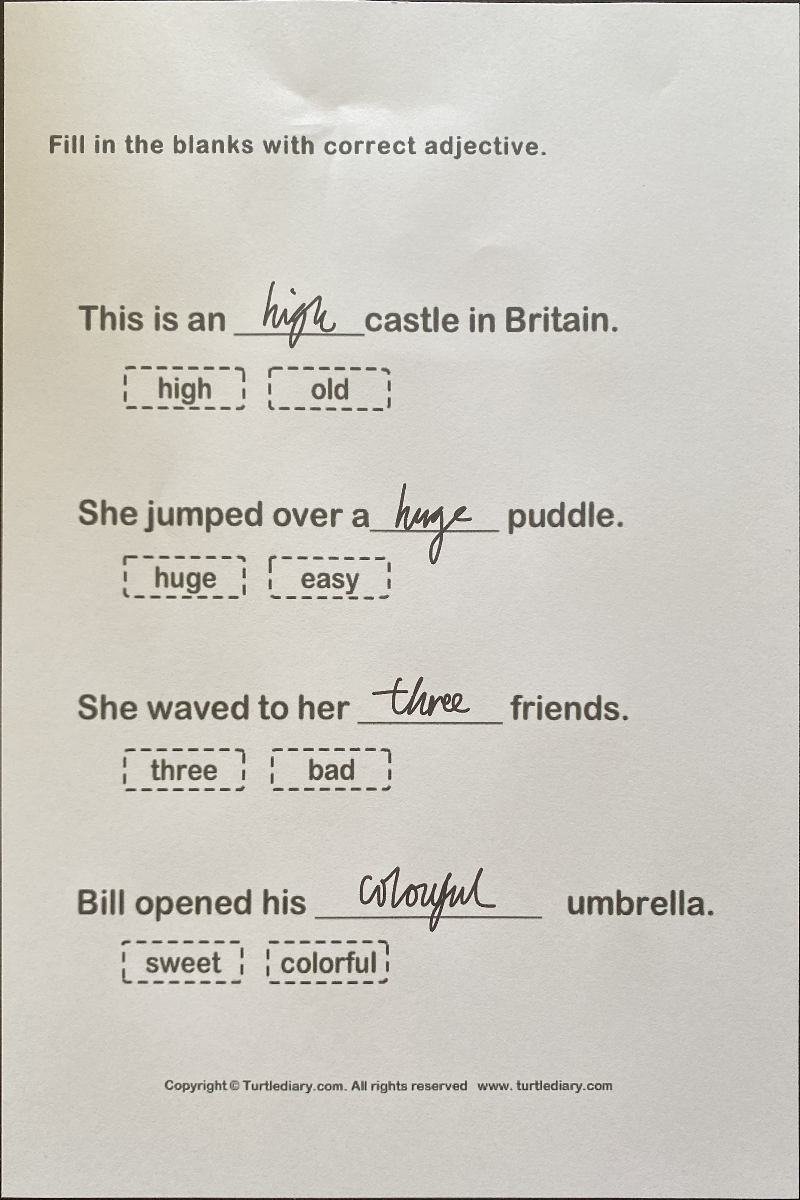 Fill in the blanks with correct adjective.
This is an high castle in Britain.
high old
She jumped over a huge puddle.
huge easy
She waved to her three friends.
three bad
Bill opened his colouful umbrella.
sweet colorful
Copyright © Turtlediary.com. All rights reserved www. turtlediary.com